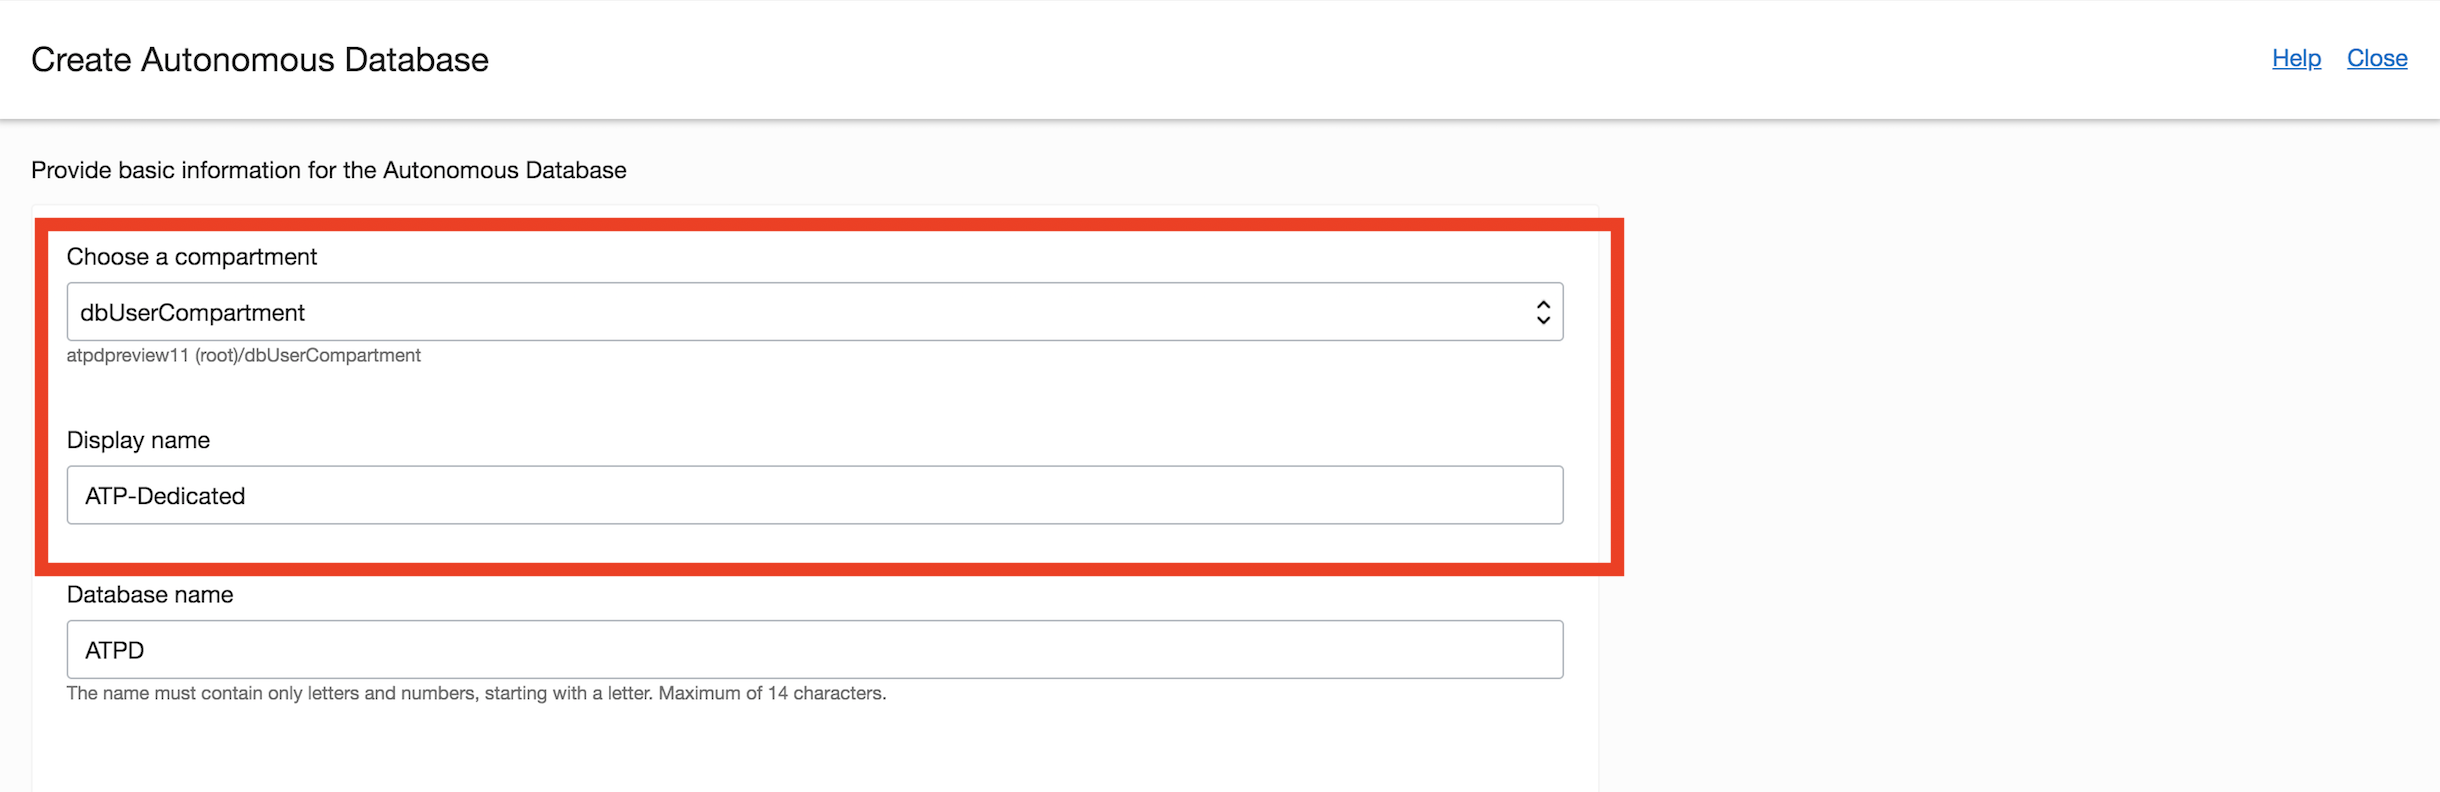 Create Autonomous Database
Help Close
Provide basic information for the Autonomous Database
Choose a compartment
dbUserCompartment
atpdpreview11 (root)/dbUserCompartment
Display name
ATP-Dedicated
Database name
ATPD
The name must contain only letters and numbers, starting with a letter. Maximum of 14 characters.